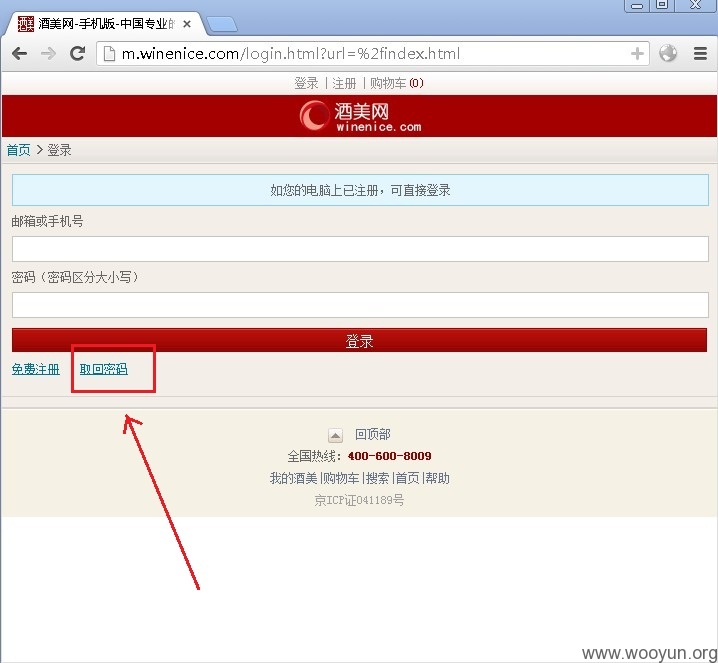 酒美网-手机版-中国专业的
m.winenice.com/login.html?url=%2findex.html
登录 | 注册 | 购物车(0)
酒美网
winenice.com
首页 > 登录
如您的电脑上已注册，可直接登录
邮箱或手机号
密码（密码区分大小写）
登录
免费注册 取回密码
回顶部
全国热线：400-600-8009
我的酒美|购物车|搜索|首页|帮助
京ICP证041189号
www.wooyun.org